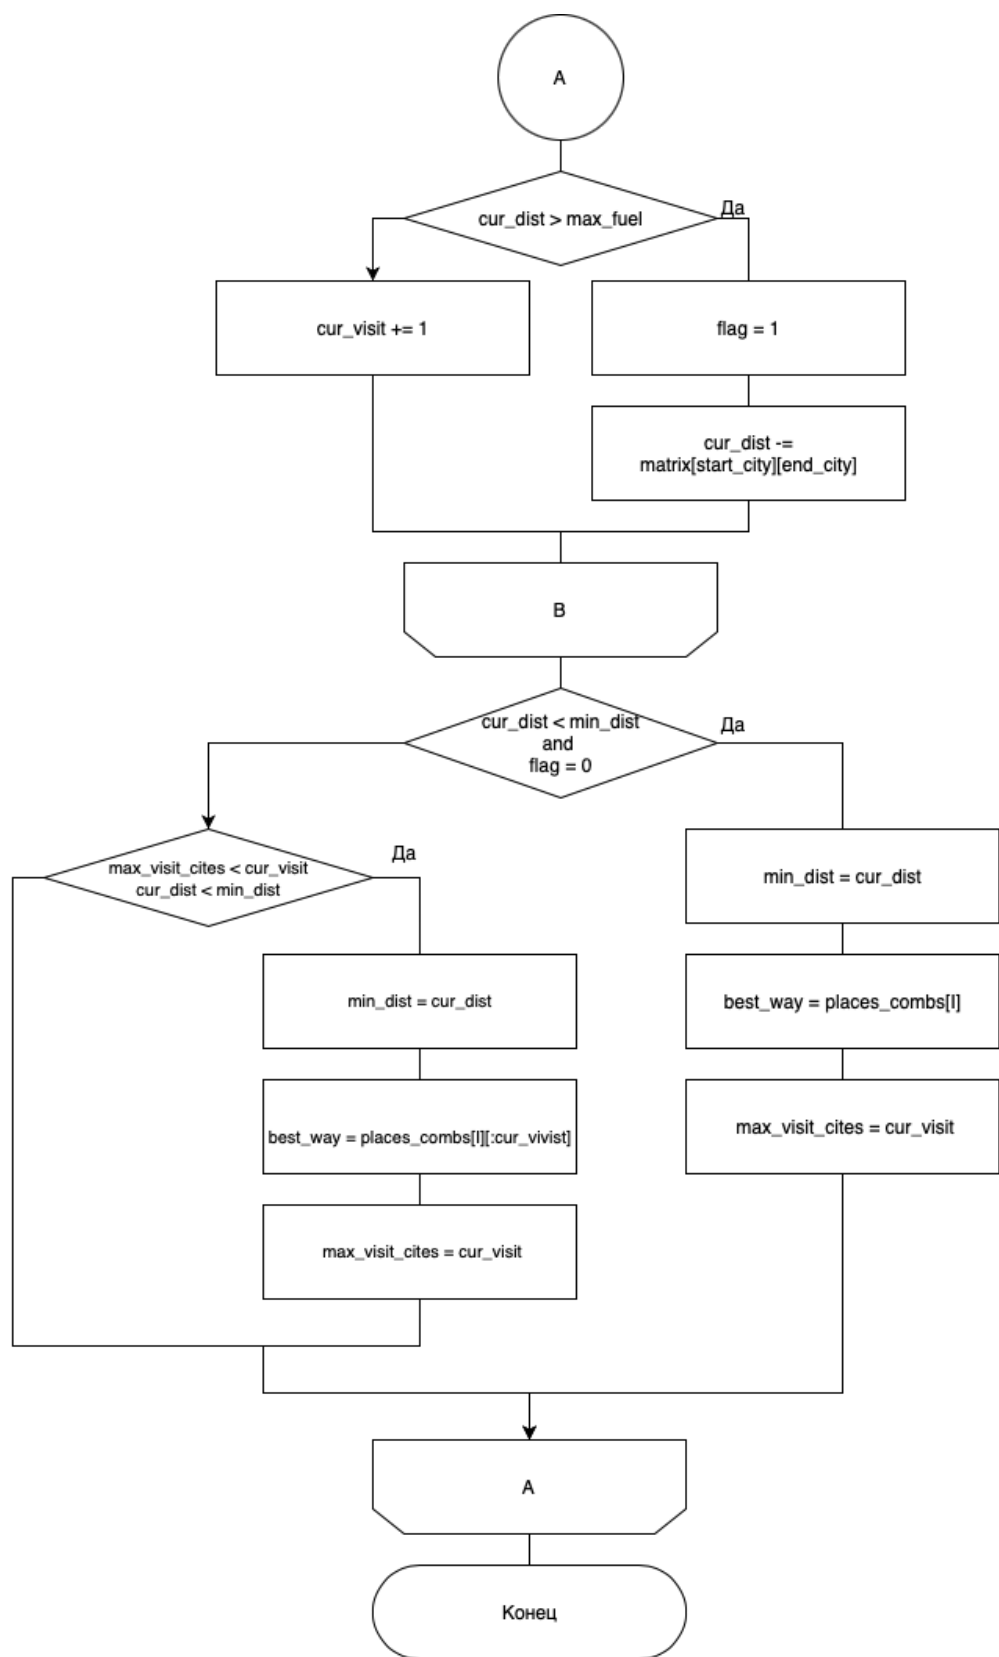 A
cur_dist > max_fuel
Да
cur_visit += 1
flag = 1
cur_dist -=
matrix[start_city][end_city]
B
cur_dist < min_dist
and
flag = 0
Да
max_visit_cites < cur_visit
cur_dist < min_dist
Да
min_dist = cur_dist
min_dist = cur_dist
best_way = places_combs[I]
best_way = places_combs[I][:cur_vivist]
max_visit_cites = cur_visit
max_visit_cites = cur_visit
A
Конец